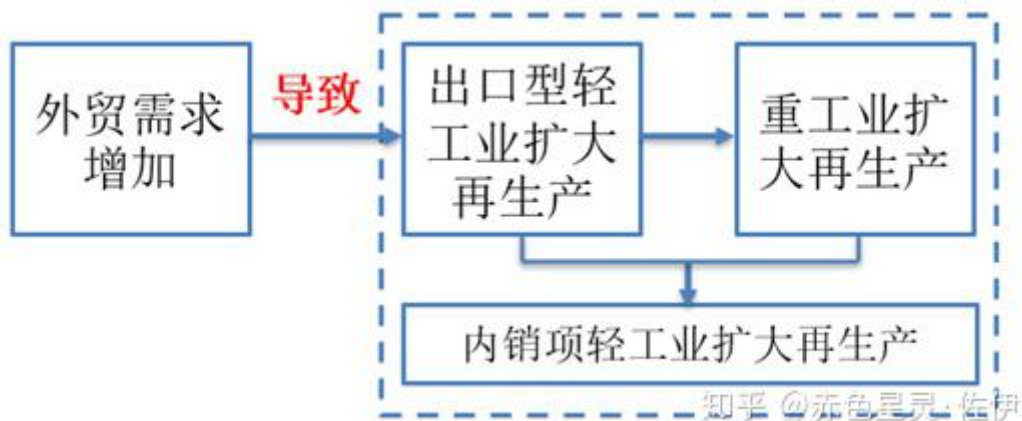 外贸需求
增加
导致
出口型轻
工业扩大
再生产
重工业扩
大再生产
内销项轻工业扩大再生产
知乎 @赤色星灵·佐伊